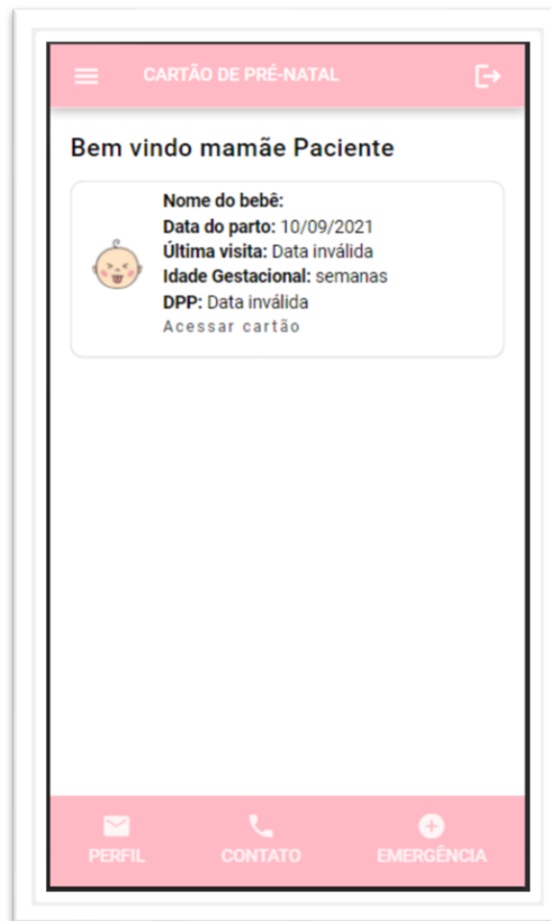 CARTÃO DE PRÉ-NATAL
Bem vindo mamãe Paciente
Nome do bebê:
Data do parto: 10/09/2021
Última visita: Data inválida
Idade Gestacional: semanas
DPP: Data inválida
Acessar cartão
PERFIL CONTATO EMERGÊNCIA